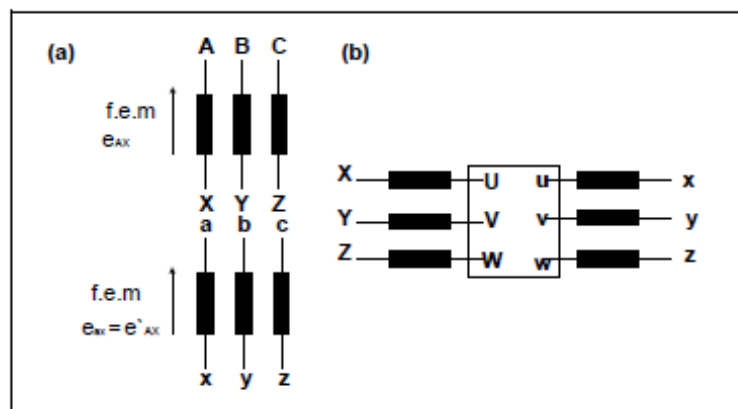 (a)
A B C
f.e.m
eAX
X Y Z
a b c
f.e.m
eax = e`AX
x y z
(b)
X U u x
Y V v y
Z W w z